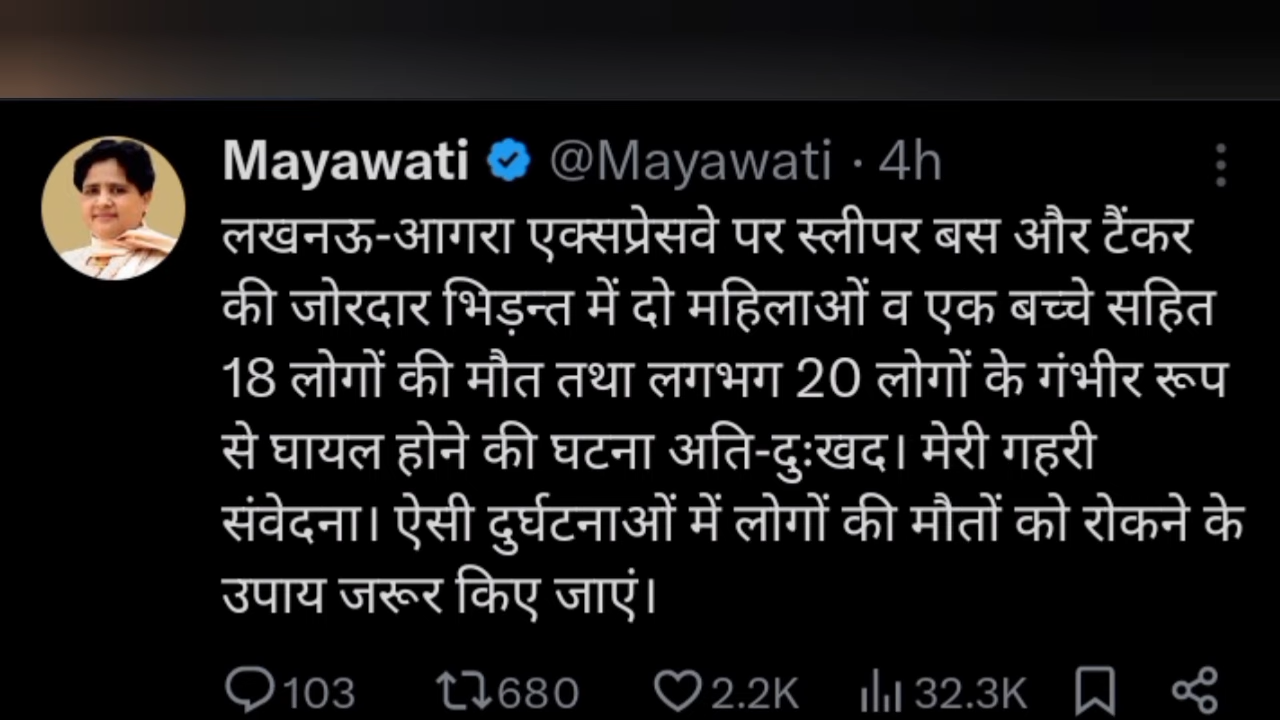 Mayawati @Mayawati · 4h
लखनऊ-आगरा एक्सप्रेसवे पर स्लीपर बस और टैंकर
की जोरदार भिड़न्त में दो महिलाओं व एक बच्चे सहित
18 लोगों की मौत तथा लगभग 20 लोगों के गंभीर रूप
से घायल होने की घटना अति-दुःखद। मेरी गहरी
संवेदना। ऐसी दुर्घटनाओं में लोगों की मौतों को रोकने के
उपाय जरूर किए जाएं।
103 680 2.2K 32.3K